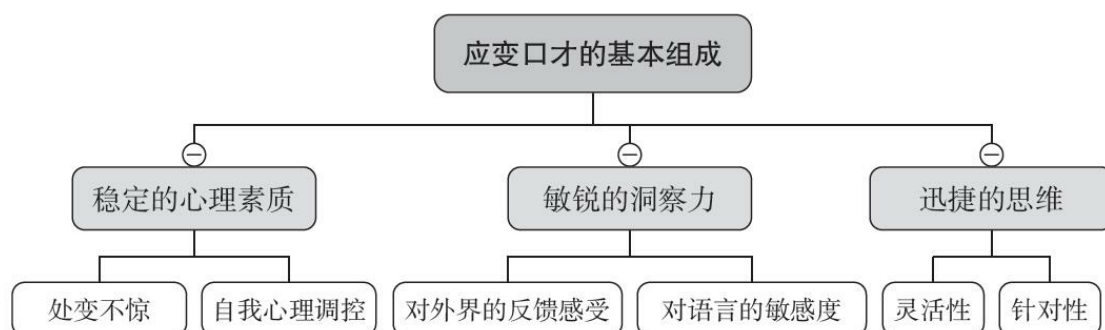 应变口才的基本组成
稳定的心理素质
敏锐的洞察力
迅捷的思维
处变不惊
自我心理调控
对外界的反馈感受
对语言的敏感度
灵活性
针对性